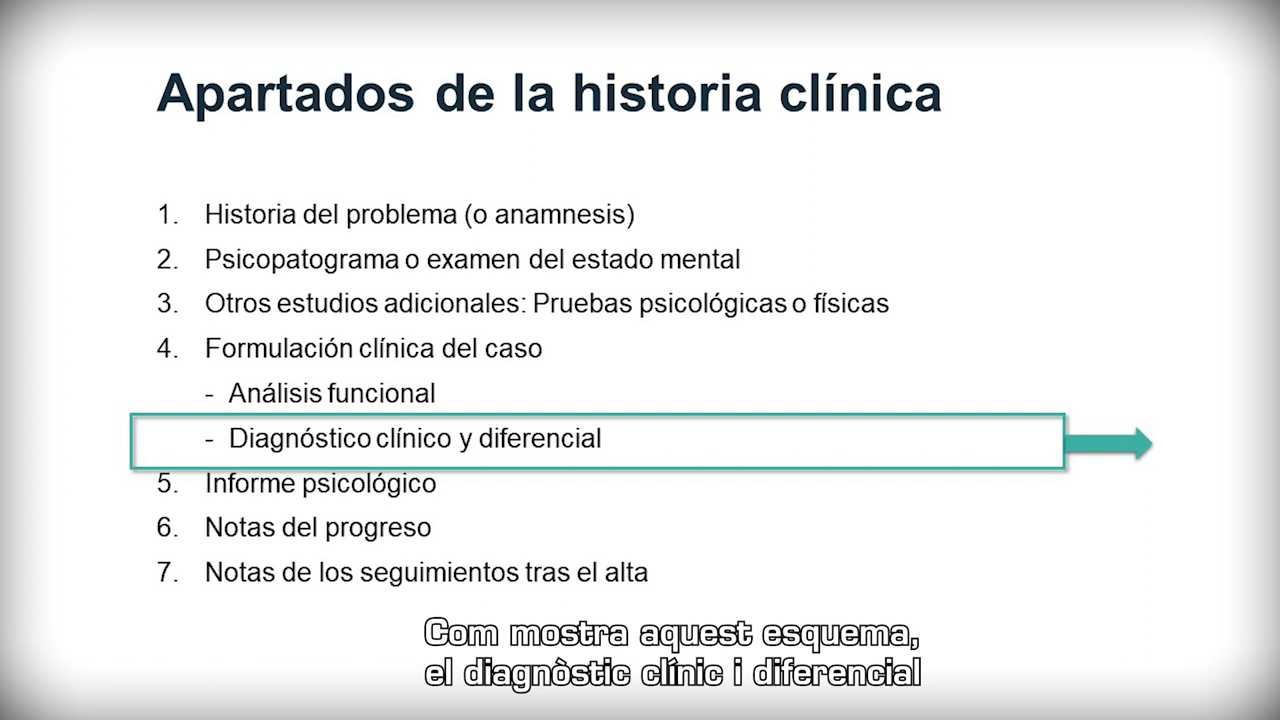 Apartados de la historia clínica
1. Historia del problema (o anamnesis)
2. Psicopatograma o examen del estado mental
3. Otros estudios adicionales: Pruebas psicológicas o físicas
4. Formulación clínica del caso
- Análisis funcional
- Diagnóstico clínico y diferencial
5. Informe psicológico
6. Notas del progreso
7. Notas de los seguimientos tras el alta
Com mostra aquest esquema,
el diagnòstic clínic i diferencial